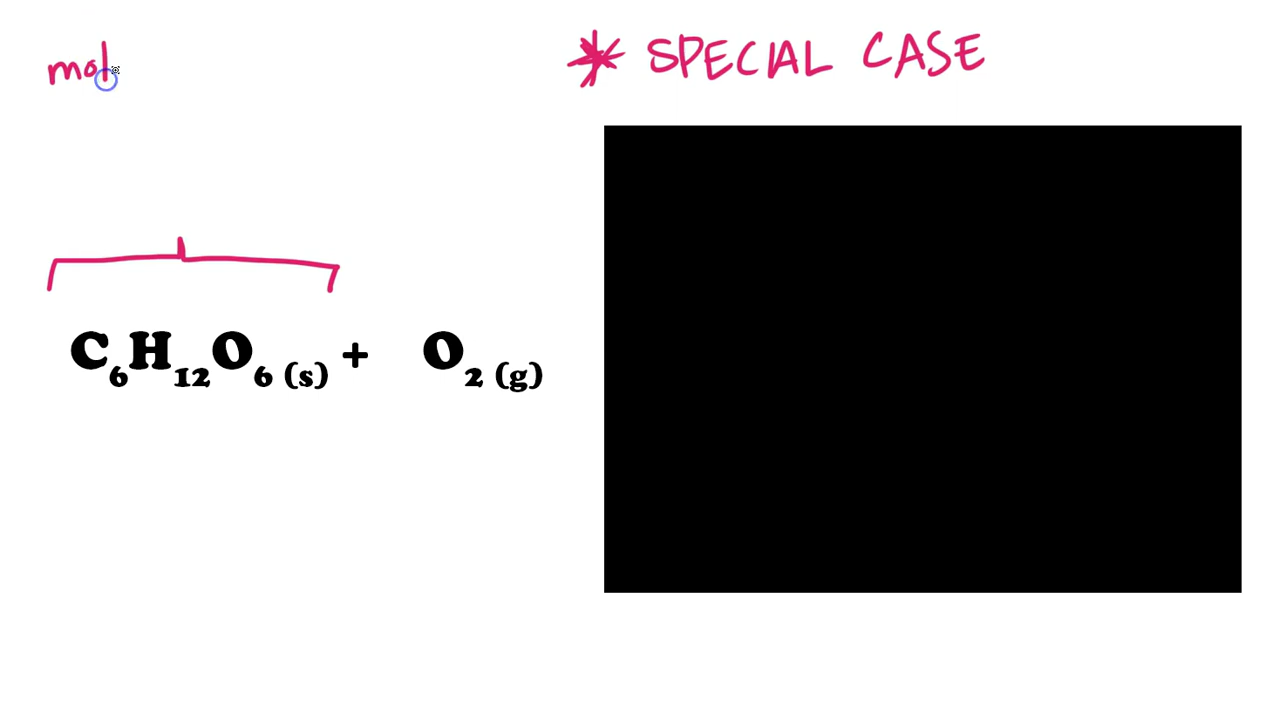 mol
* SPECIAL CASE
C₆H₁₂O₆ (s) + O₂ (g)